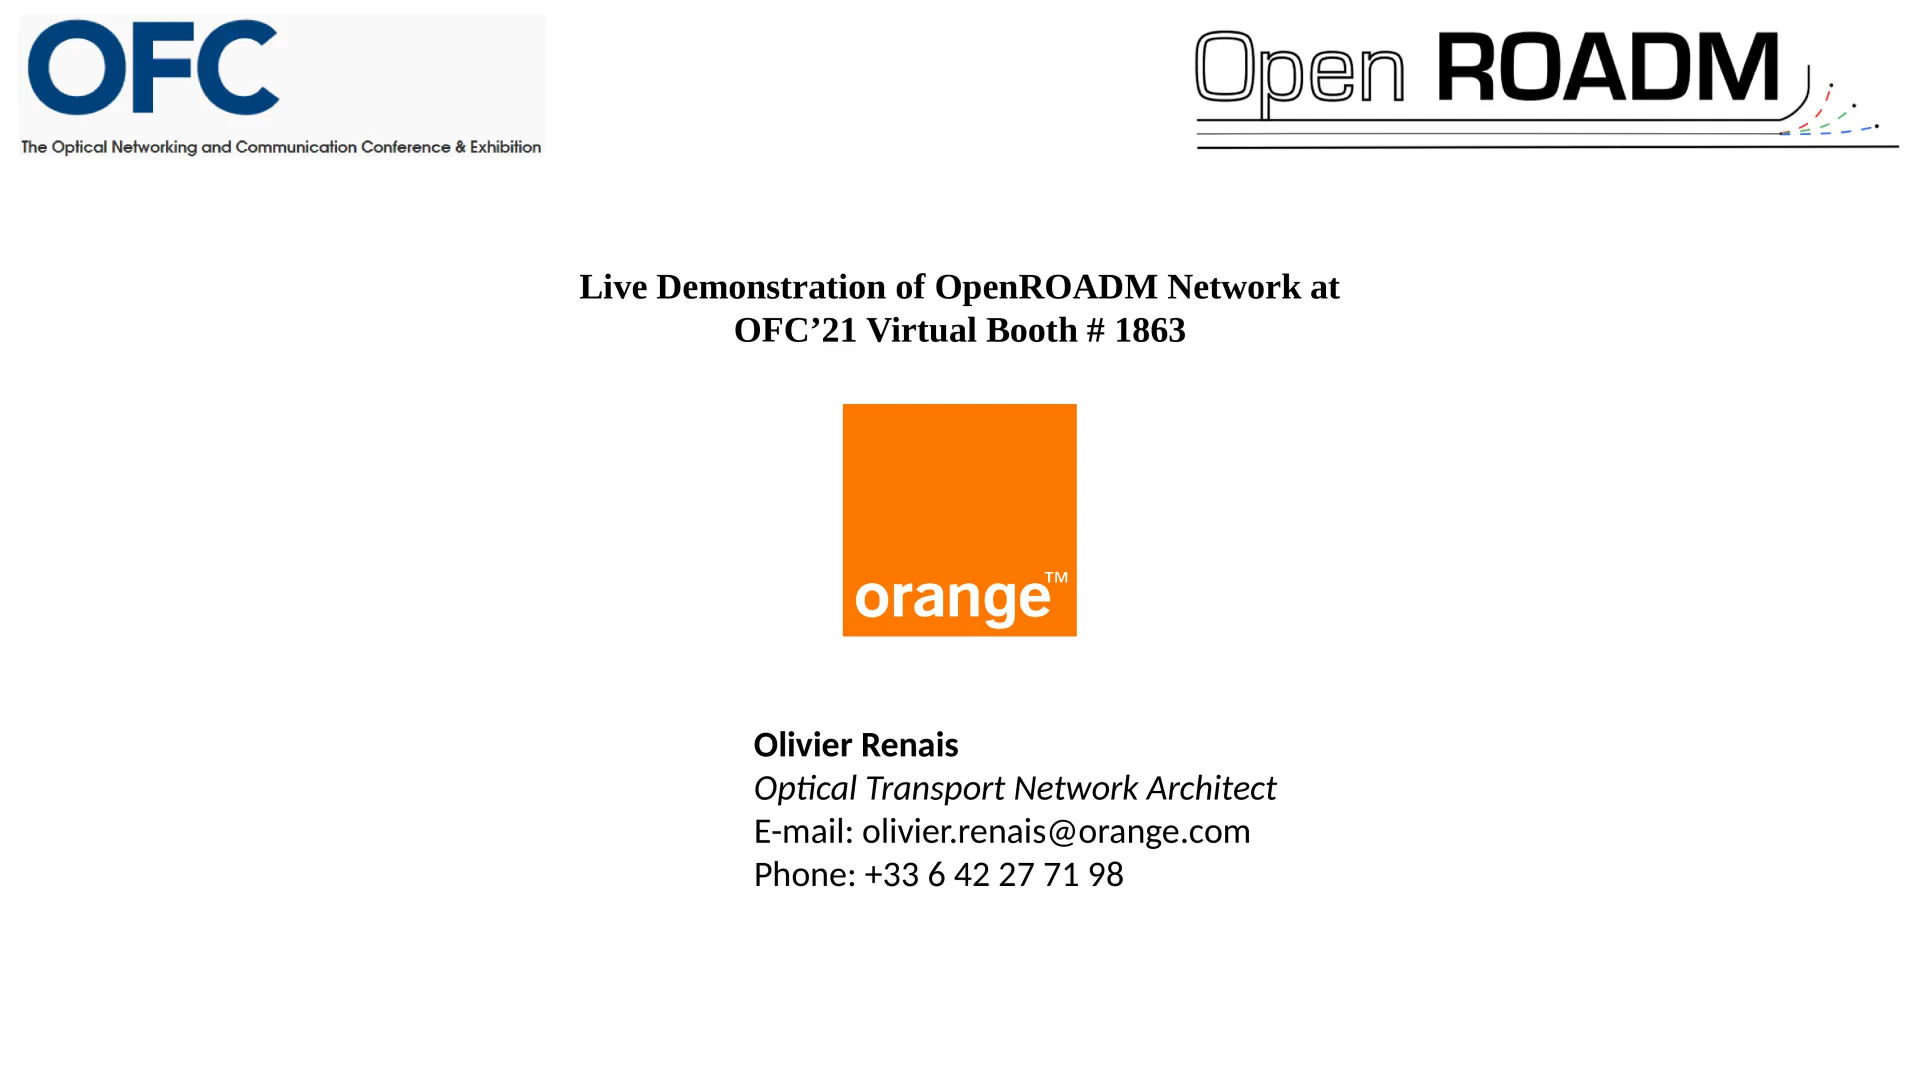 OFC
The Optical Networking and Communication Conference & Exhibition
Open ROADM
Live Demonstration of OpenROADM Network at
OFC’21 Virtual Booth # 1863
orange™
Olivier Renais
Optical Transport Network Architect
E-mail: olivier.renais@orange.com
Phone: +33 6 42 27 71 98